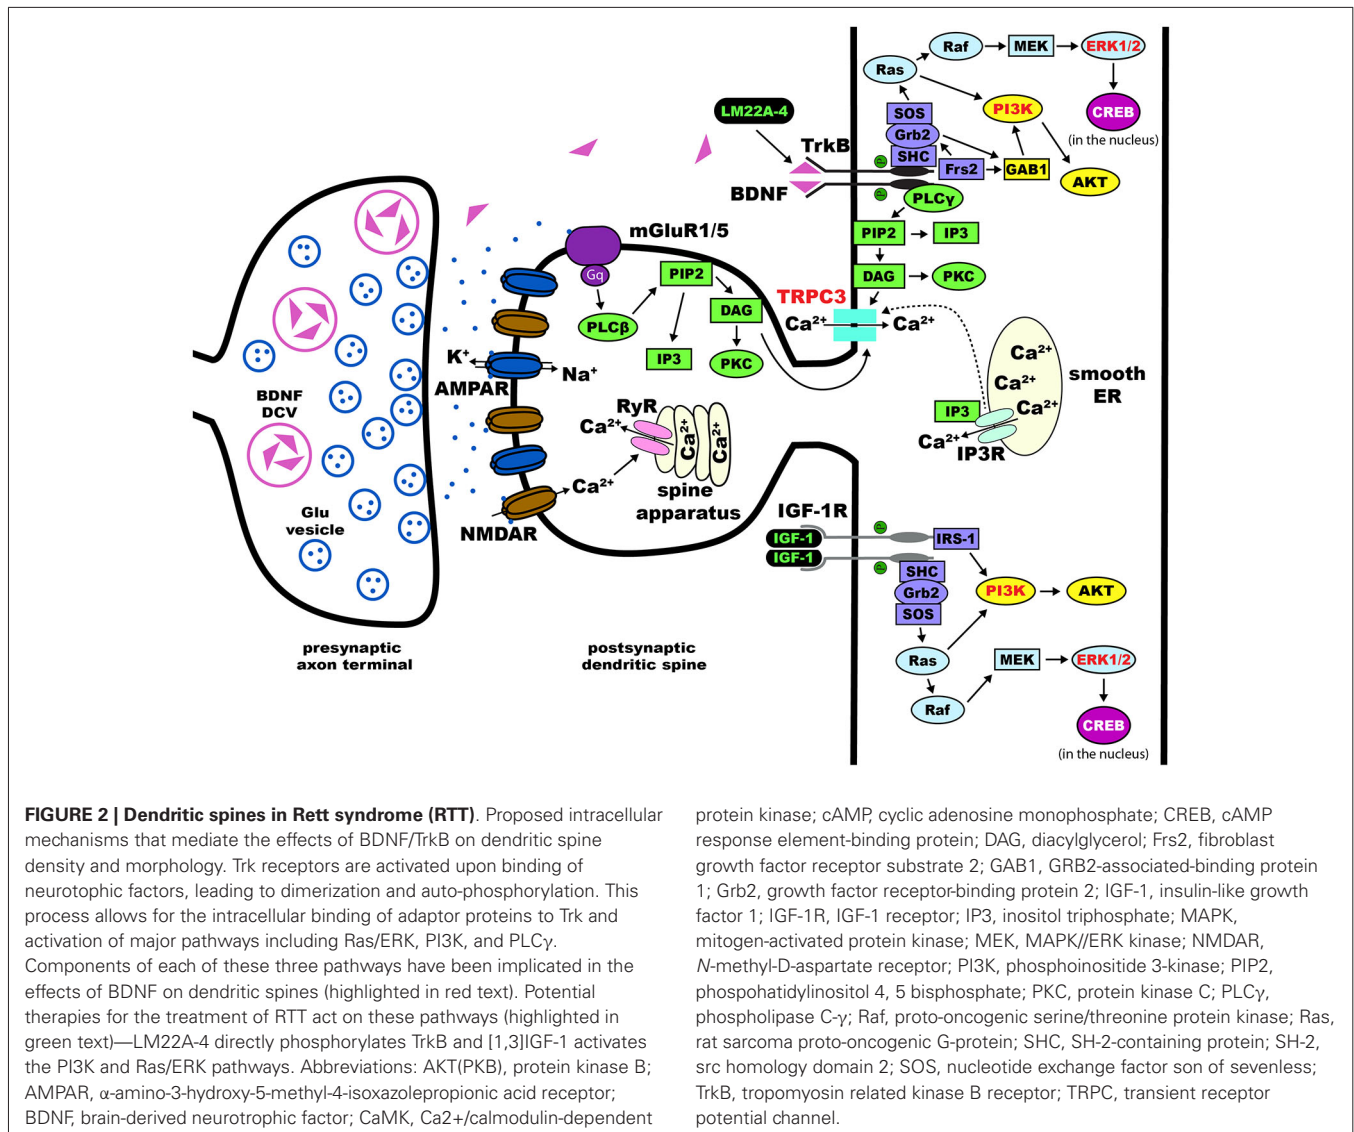 Raf
MEK
ERK1/2
Ras
PI3K
CREB
(in the nucleus)
LM22A-4
SOS
Grb2
SHC
TrkB
P
Frs2
GAB1
AKT
BDNF
P
PLCγ
mGluR1/5
PIP2
IP3
Gq
PIP2
DAG
PKC
TRPC3
DAG
PLCβ
Ca2+
Ca2+
K+
Na+
AMPAR
IP3
PKC
Ca2+
Ca2+
Ca2+
smooth
ER
BDNF
DCV
RyR
Ca2+
Ca2+
Ca2+
IP3
Ca2+
IP3R
Ca2+
spine
apparatus
Glu
vesicle
NMDAR
IGF-1R
P
IGF-1
IGF-1
IRS-1
P
SHC
Grb2
SOS
PI3K
AKT
presynaptic
axon terminal
postsynaptic
dendritic spine
Ras
MEK
ERK1/2
Raf
CREB
(in the nucleus)
FIGURE 2 | Dendritic spines in Rett syndrome (RTT). Proposed intracellular
mechanisms that mediate the effects of BDNF/TrkB on dendritic spine
density and morphology. Trk receptors are activated upon binding of
neurotophic factors, leading to dimerization and auto-phosphorylation. This
process allows for the intracellular binding of adaptor proteins to Trk and
activation of major pathways including Ras/ERK, PI3K, and PLCγ.
Components of each of these three pathways have been implicated in the
effects of BDNF on dendritic spines (highlighted in red text). Potential
therapies for the treatment of RTT act on these pathways (highlighted in
green text)—LM22A-4 directly phosphorylates TrkB and [1,3]IGF-1 activates
the PI3K and Ras/ERK pathways. Abbreviations: AKT(PKB), protein kinase B;
AMPAR, α-amino-3-hydroxy-5-methyl-4-isoxazolepropionic acid receptor;
BDNF, brain-derived neurotrophic factor; CaMK, Ca2+/calmodulin-dependent
protein kinase; cAMP, cyclic adenosine monophosphate; CREB, cAMP
response element-binding protein; DAG, diacylglycerol; Frs2, fibroblast
growth factor receptor substrate 2; GAB1, GRB2-associated-binding protein
1; Grb2, growth factor receptor-binding protein 2; IGF-1, insulin-like growth
factor 1; IGF-1R, IGF-1 receptor; IP3, inositol triphosphate; MAPK,
mitogen-activated protein kinase; MEK, MAPK//ERK kinase; NMDAR,
N-methyl-D-aspartate receptor; PI3K, phosphoinositide 3-kinase; PIP2,
phospohatidylinositol 4, 5 bisphosphate; PKC, protein kinase C; PLCγ,
phospholipase C-γ; Raf, proto-oncogenic serine/threonine protein kinase; Ras,
rat sarcoma proto-oncogenic G-protein; SHC, SH-2-containing protein; SH-2,
src homology domain 2; SOS, nucleotide exchange factor son of sevenless;
TrkB, tropomyosin related kinase B receptor; TRPC, transient receptor
potential channel.